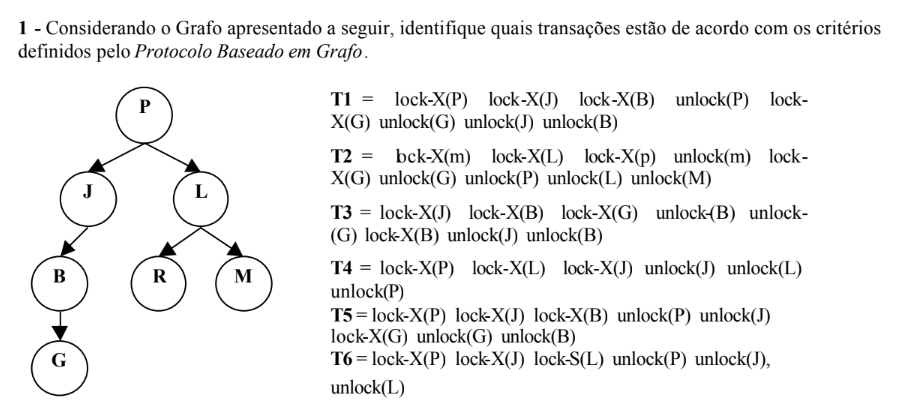 1 - Considerando o Grafo apresentado a seguir, identifique quais transações estão de acordo com os critérios
definidos pelo Protocolo Baseado em Grafo.
P
J
L
B
R
M
G
T1 = lock-X(P) lock-X(J) lock-X(B) unlock(P) lock-
X(G) unlock(G) unlock(J) unlock(B)
T2 = bck-X(m) lock-X(L) lock-X(p) unlock(m) lock-
X(G) unlock(G) unlock(P) unlock(L) unlock(M)
T3 = lock-X(J) lock-X(B) lock-X(G) unlock-(B) unlock-
(G) lock-X(B) unlock(J) unlock(B)
T4 = lock-X(P) lock-X(L) lock-X(J) unlock(J) unlock(L)
unlock(P)
T5 = lock-X(P) lock-X(J) lock-X(B) unlock(P) unlock(J)
lock-X(G) unlock(G) unlock(B)
T6 = lock-X(P) lock-X(J) lock-S(L) unlock(P) unlock(J),
unlock(L)